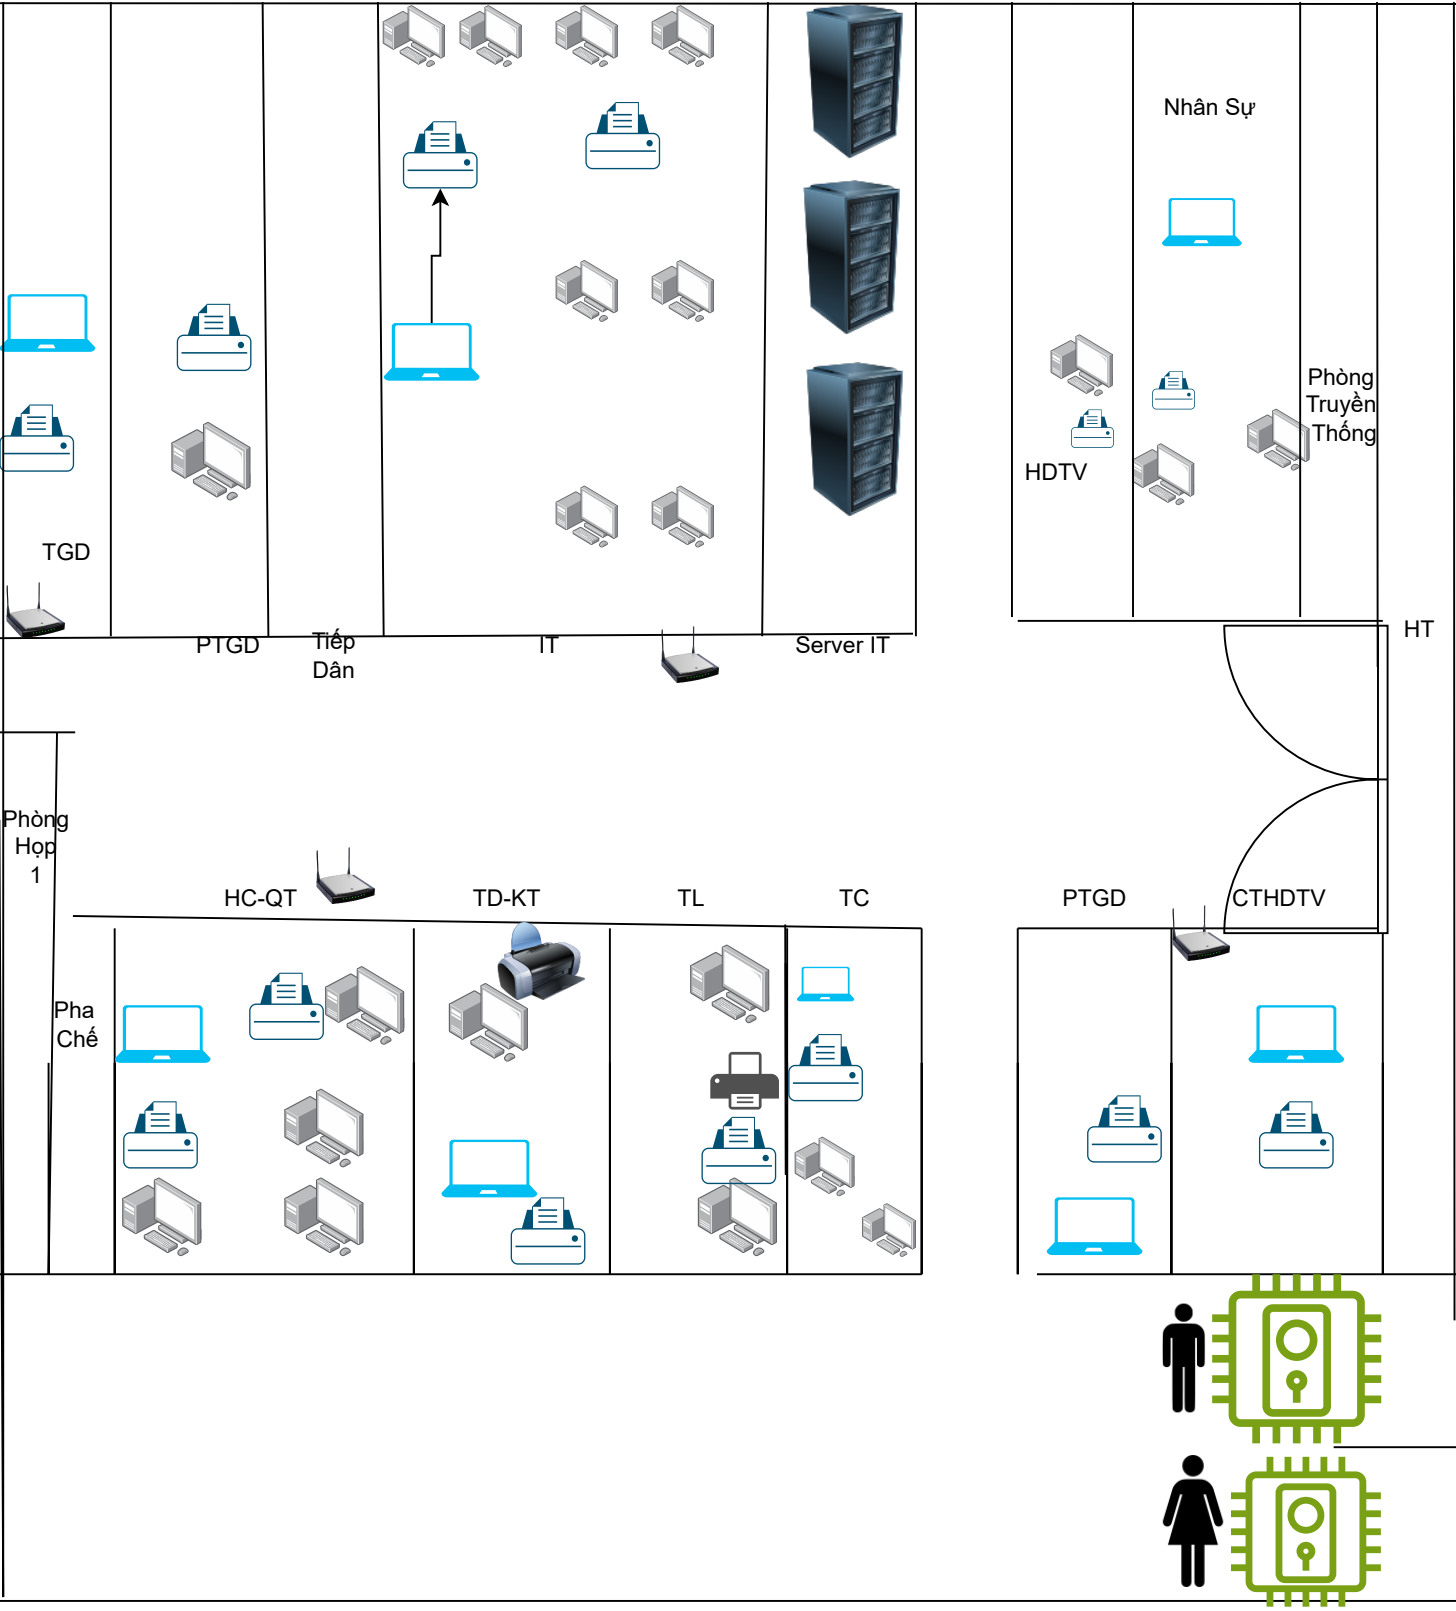 Nhân Sự
Phòng
Truyền
Thống
HDTV
TGD
HT
PTGD
Tiếp
Dân
IT
Server IT
Phòng
Họp
1
HC-QT
TD-KT
TL
TC
PTGD
CTHDTV
Pha
Chế